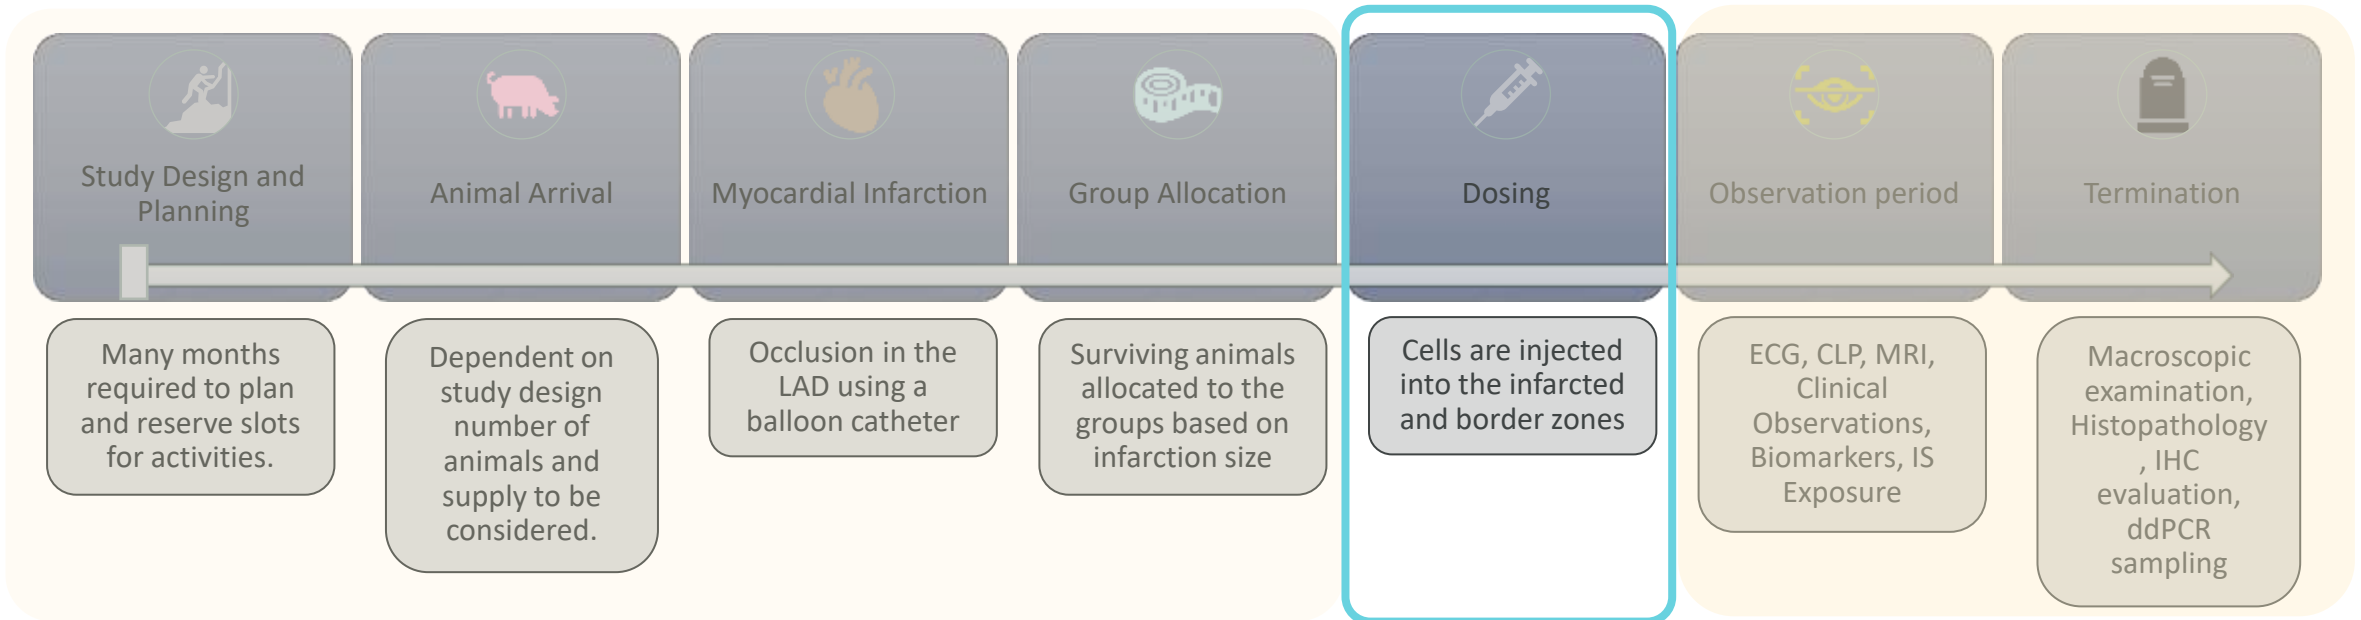 Study Design and
Planning
Animal Arrival
Myocardial Infarction
Group Allocation
Dosing
Observation period
Termination
Many months
required to plan
and reserve slots
for activities.
Dependent on
study design
number of
animals and
supply to be
considered.
Occlusion in the
LAD using a
balloon catheter
Surviving animals
allocated to the
groups based on
infarction size
Cells are injected
into the infarcted
and border zones
ECG, CLP, MRI,
Clinical
Observations,
Biomarkers, IS
Exposure
Macroscopic
examination,
Histopathology
, IHC
evaluation,
ddPCR
sampling